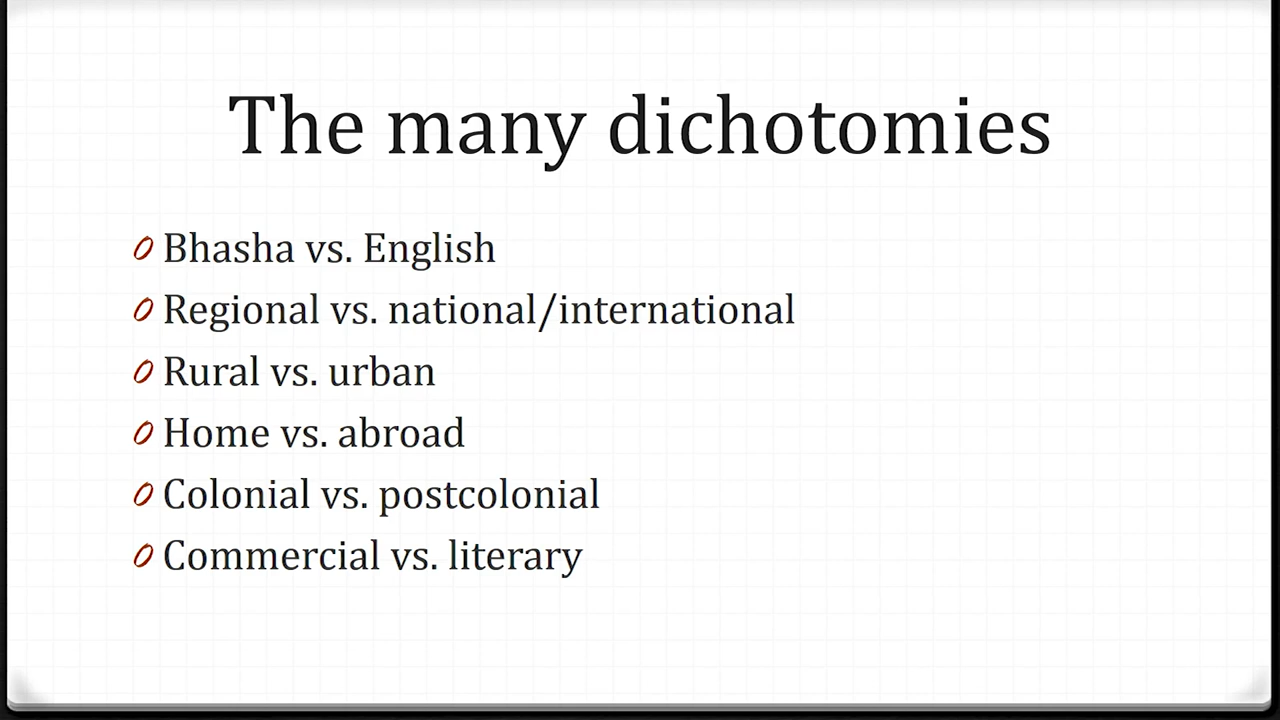 The many dichotomies
Bhasha vs. English
Regional vs. national/international
Rural vs. urban
Home vs. abroad
Colonial vs. postcolonial
Commercial vs. literary